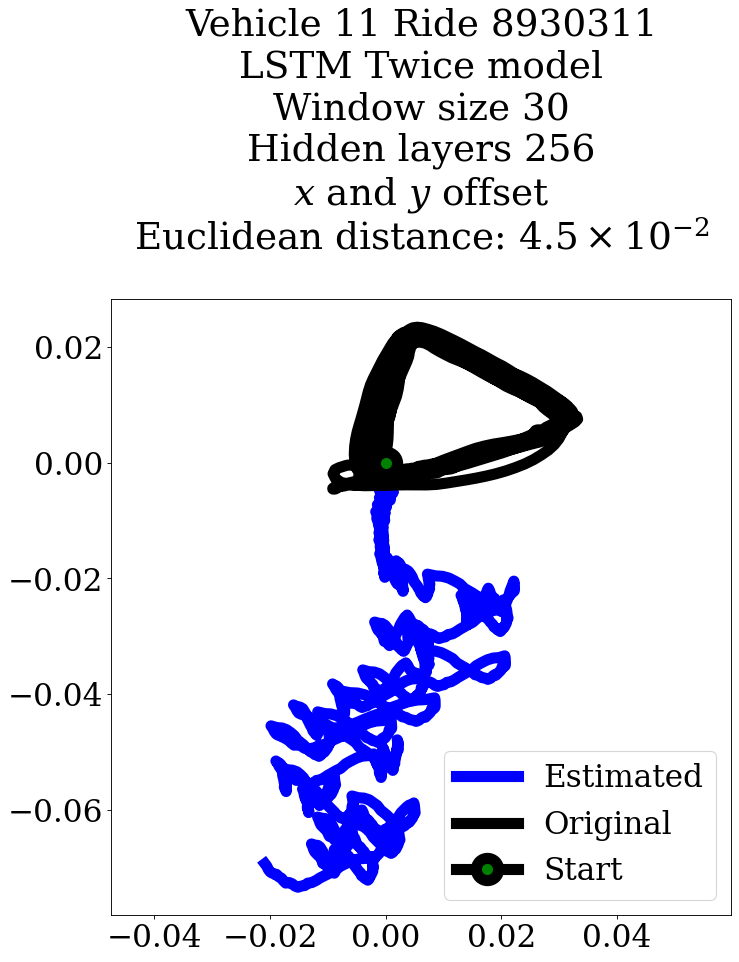 Vehicle 11 Ride 8930311
LSTM Twice model
Window size 30
Hidden layers 256
x and y offset
Euclidean distance: 4.5 × 10⁻²
0.02
0.00
−0.02
−0.04
−0.06
Estimated
Original
Start
−0.04 −0.02 0.00 0.02 0.04